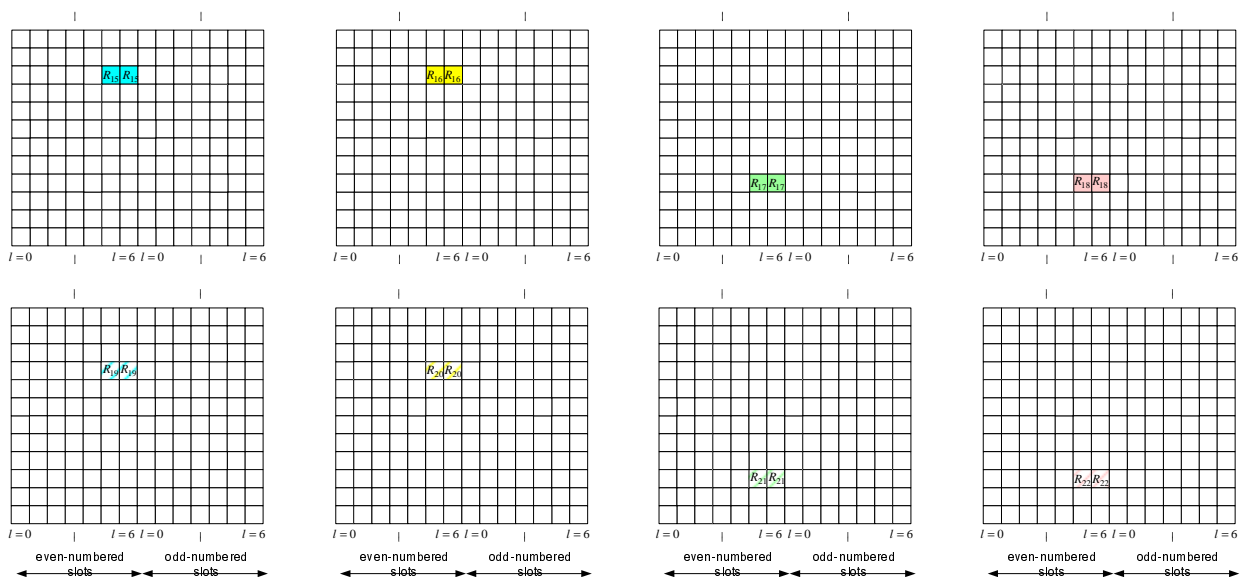 R15 R15 R16 R16
R17 R17 R18 R18
l = 0 l = 6 l = 0 l = 6 l = 0 l = 6 l = 0 l = 6 l = 0 l = 6 l = 0 l = 6 l = 0 l = 6 l = 0 l = 6
R19 R19 R20 R20
R21 R21 R22 R22
l = 0 l = 6 l = 0 l = 6 l = 0 l = 6 l = 0 l = 6 l = 0 l = 6 l = 0 l = 6 l = 0 l = 6 l = 0 l = 6
even-numbered odd-numbered even-numbered odd-numbered even-numbered odd-numbered even-numbered odd-numbered
slots slots slots slots slots slots slots slots